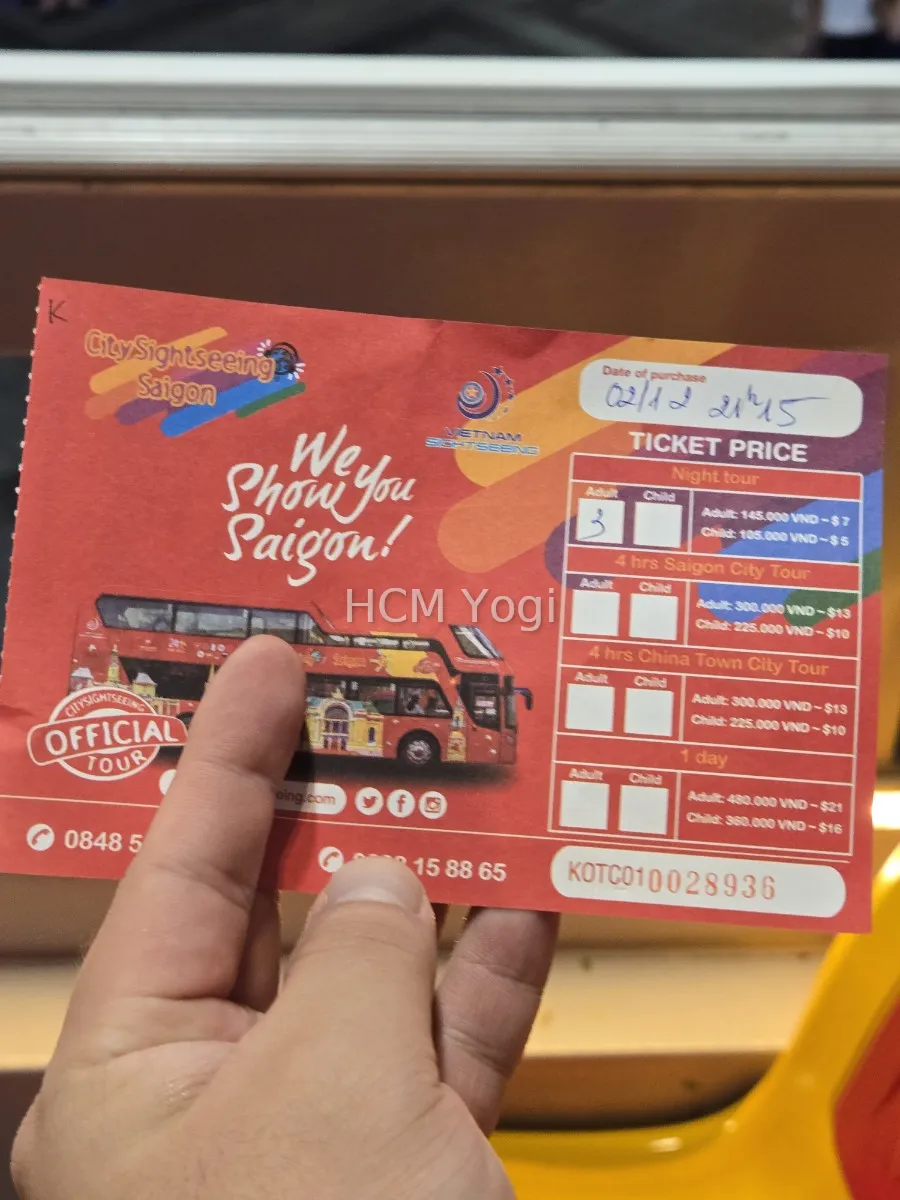 K
CitySightseeing
Saigon
VIETNAM
SIGHTSEEING
We
Show You
Saigon!
HCM Yogi
CITYSIGHTSEEING
OFFICIAL
TOUR
0848 5
15 88 65
Date of purchase
02/12 21h15
TICKET PRICE
Night tour
Adult Child
3
Adult: 145.000 VND ~ $ 7
Child: 105.000 VND ~ $ 5
4 hrs Saigon City Tour
Adult Child
Adult: 300.000 VND ~ $13
Child: 225.000 VND ~ $10
4 hrs China Town City Tour
Adult Child
Adult: 300.000 VND ~ $13
Child: 225.000 VND ~ $10
1 day
Adult Child
Adult: 480.000 VND ~ $21
Child: 360.000 VND ~ $16
KOTC010028936